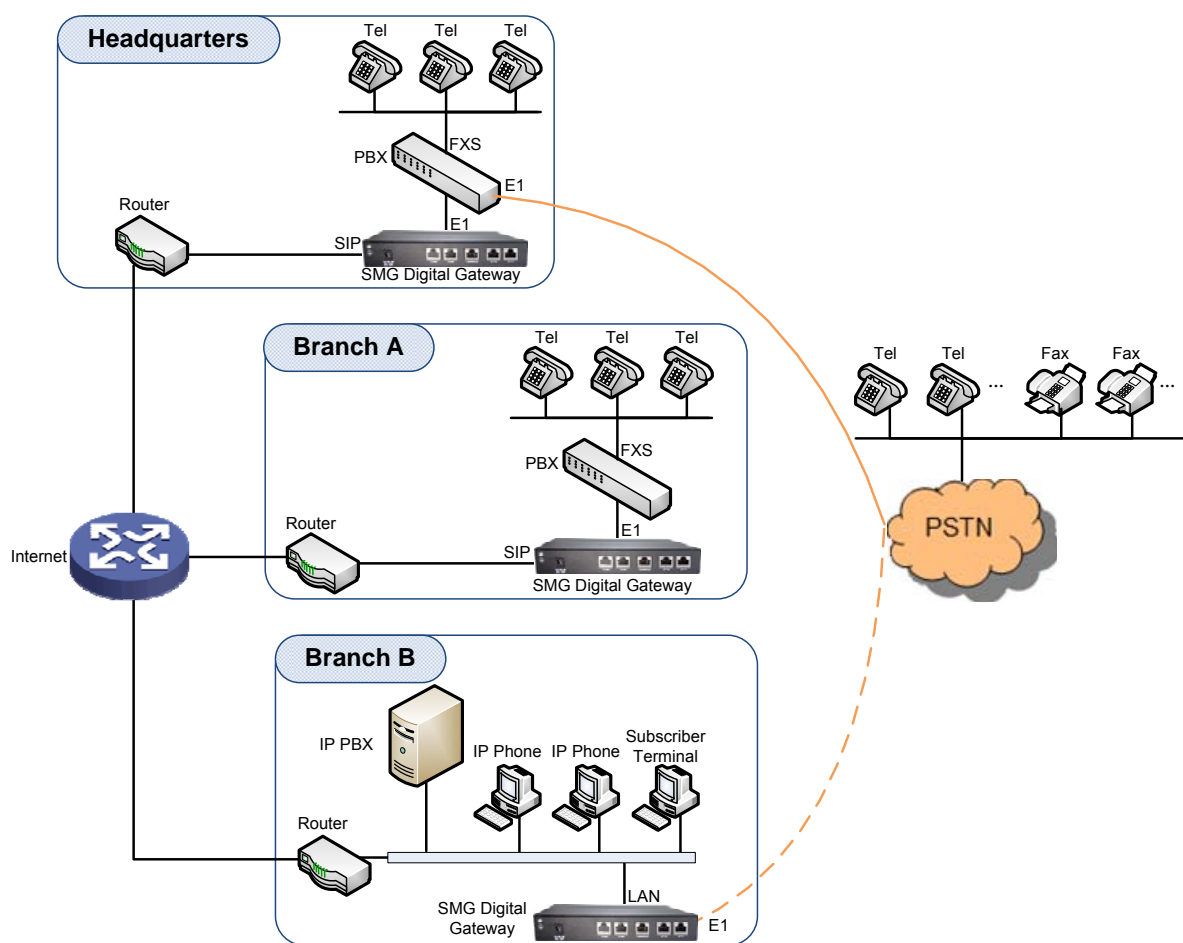 Headquarters
Tel
Tel
Tel
FXS
PBX
E1
E1
Router
SIP
SMG Digital Gateway
Branch A
Tel
Tel
Tel
FXS
PBX
E1
Router
SIP
SMG Digital Gateway
Internet
Tel
Tel
...
Fax
Fax
...
PSTN
Branch B
IP PBX
IP Phone
IP Phone
Subscriber
Terminal
Router
LAN
SMG Digital
Gateway
E1